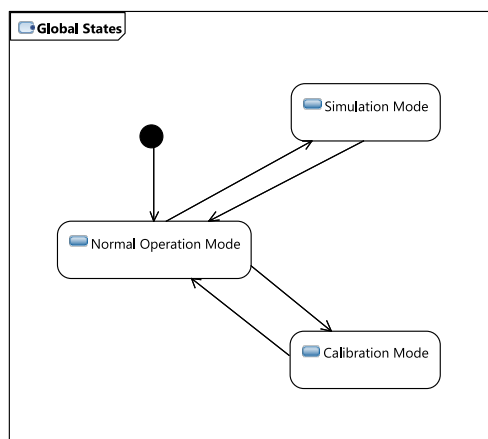 Global States
Simulation Mode
Normal Operation Mode
Calibration Mode